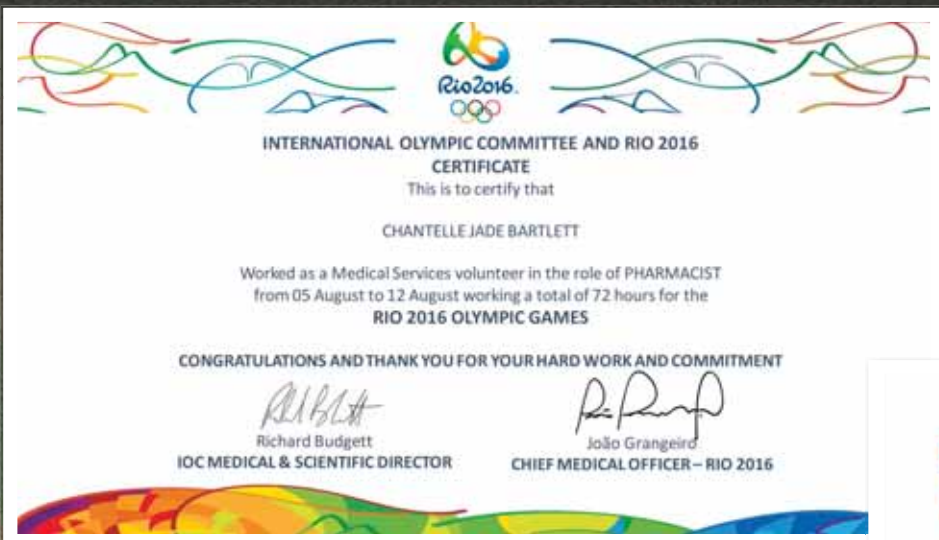 Rio2016.
INTERNATIONAL OLYMPIC COMMITTEE AND RIO 2016
CERTIFICATE
This is to certify that
CHANTELLE JADE BARTLETT
Worked as a Medical Services volunteer in the role of PHARMACIST
from 05 August to 12 August working a total of 72 hours for the
RIO 2016 OLYMPIC GAMES
CONGRATULATIONS AND THANK YOU FOR YOUR HARD WORK AND COMMITMENT
Richard Budgett
João Grangeiro
IOC MEDICAL & SCIENTIFIC DIRECTOR
CHIEF MEDICAL OFFICER – RIO 2016